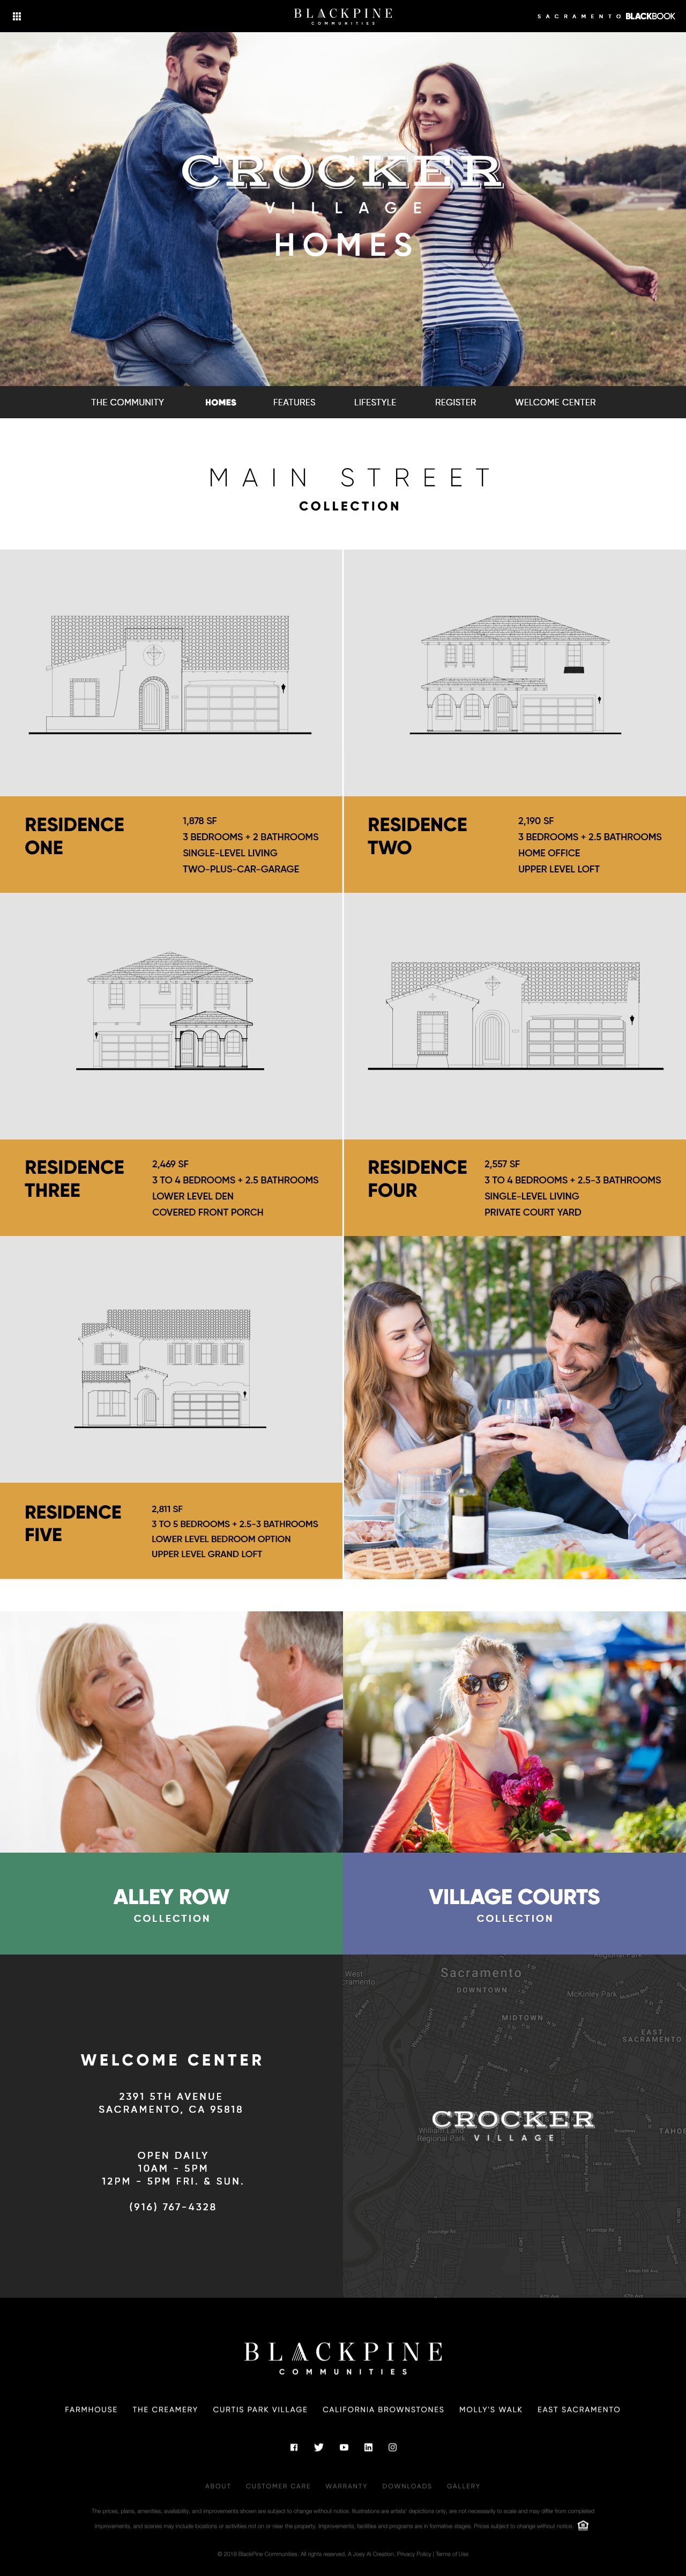 BLACKPINE
COMMUNITIES
SACRAMENTO BLACKBOOK
CROCKER
VILLAGE
HOMES
THE COMMUNITY HOMES FEATURES LIFESTYLE REGISTER WELCOME CENTER
MAIN STREET
COLLECTION
RESIDENCE
ONE
1,878 SF
3 BEDROOMS + 2 BATHROOMS
SINGLE-LEVEL LIVING
TWO-PLUS-CAR-GARAGE
RESIDENCE
TWO
2,190 SF
3 BEDROOMS + 2.5 BATHROOMS
HOME OFFICE
UPPER LEVEL LOFT
RESIDENCE
THREE
2,469 SF
3 TO 4 BEDROOMS + 2.5 BATHROOMS
LOWER LEVEL DEN
COVERED FRONT PORCH
RESIDENCE
FOUR
2,557 SF
3 TO 4 BEDROOMS + 2.5-3 BATHROOMS
SINGLE-LEVEL LIVING
PRIVATE COURT YARD
RESIDENCE
FIVE
2,811 SF
3 TO 5 BEDROOMS + 2.5-3 BATHROOMS
LOWER LEVEL BEDROOM OPTION
UPPER LEVEL GRAND LOFT
ALLEY ROW
COLLECTION
VILLAGE COURTS
COLLECTION
WELCOME CENTER
2391 5TH AVENUE
SACRAMENTO, CA 95818
OPEN DAILY
10AM - 5PM
12PM - 5PM FRI. & SUN.
(916) 767-4328
West
Sacramento
DOWNTOWN
McKinley Park
MIDTOWN
EAST
SACRAMENTO
CROCKER
VILLAGE
William Land
Regional Park
TAHOE
BLACKPINE
COMMUNITIES
FARMHOUSE THE CREAMERY CURTIS PARK VILLAGE CALIFORNIA BROWNSTONES MOLLY'S WALK EAST SACRAMENTO
ABOUT CUSTOMER CARE WARRANTY DOWNLOADS GALLERY
The prices, plans, amenities, availability, and improvements shown are subject to change without notice. Illustrations are artists' depictions only, are not necessarily to scale and may differ from completed
improvements, and scenes may include locations or activities not on or near the property. Improvements, facilities and programs are in formative stages. Prices subject to change without notice.
© 2019 BlackPine Communities. All rights reserved. A Joey Ai Creation. Privacy Policy | Terms of Use